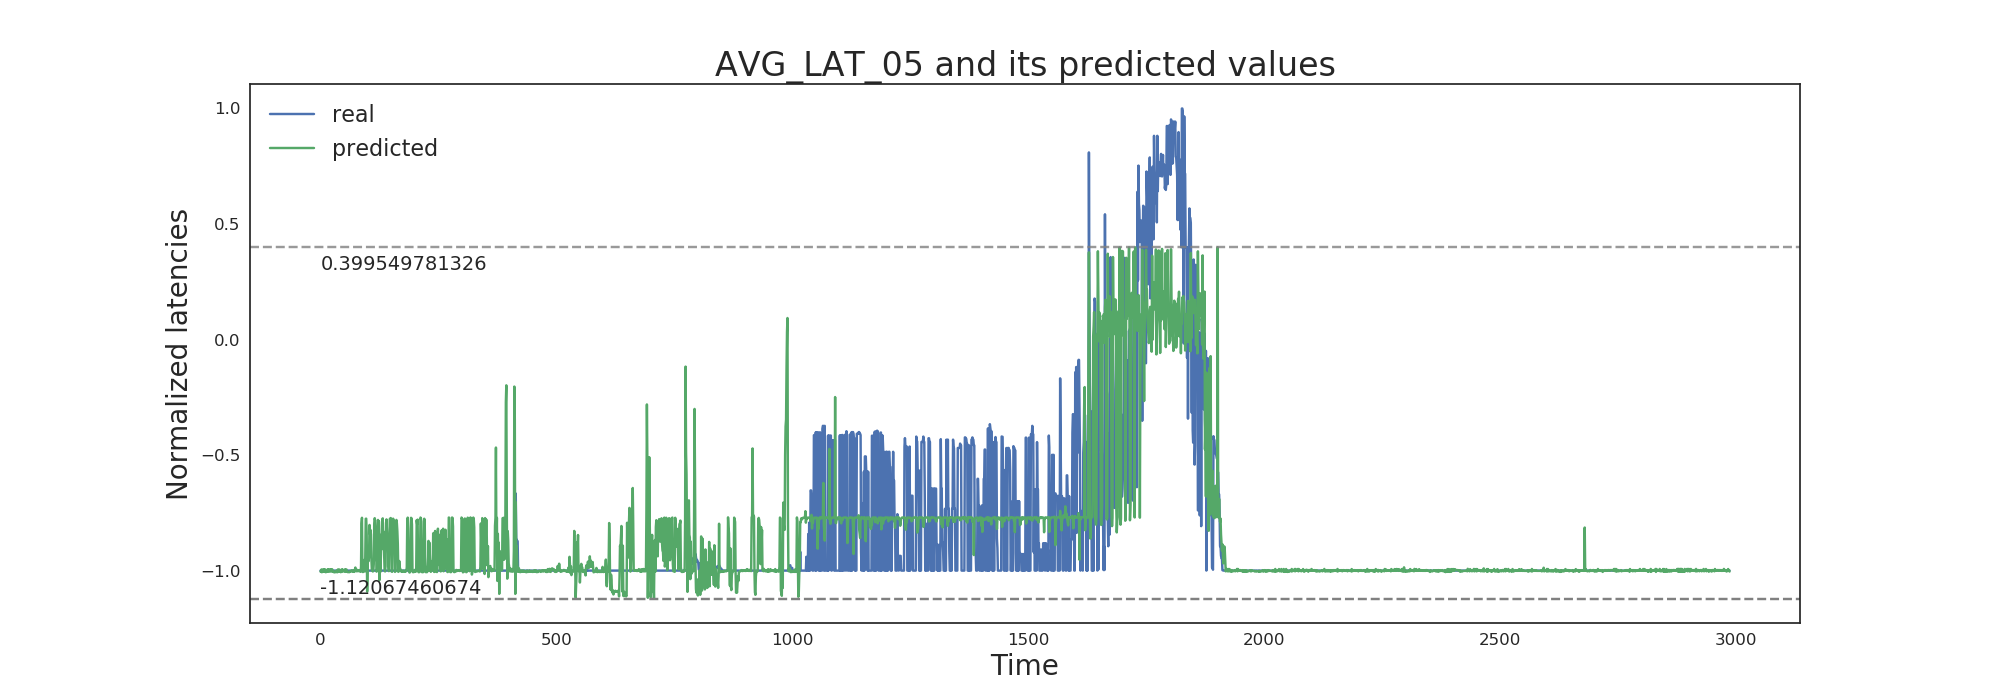 AVG_LAT_05 and its predicted values
real
predicted
1.0
0.5
0.0
−0.5
−1.0
Normalized latencies
0.399549781326
-1.12067460674
0 500 1000 1500 2000 2500 3000
Time